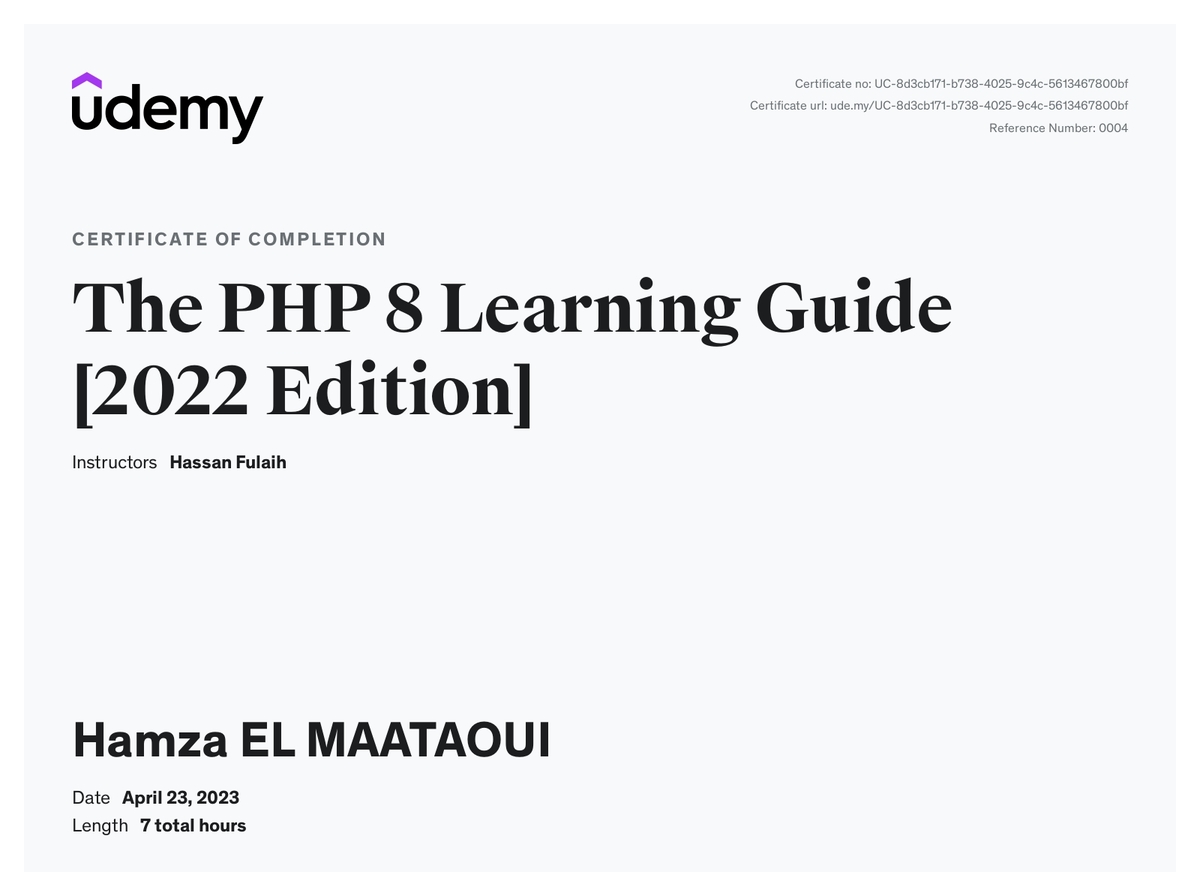 udemy
Certificate no: UC-8d3cb171-b738-4025-9c4c-5613467800bf
Certificate url: ude.my/UC-8d3cb171-b738-4025-9c4c-5613467800bf
Reference Number: 0004
CERTIFICATE OF COMPLETION
The PHP 8 Learning Guide
[2022 Edition]
Instructors Hassan Fulaih
Hamza EL MAATAOUI
Date April 23, 2023
Length 7 total hours